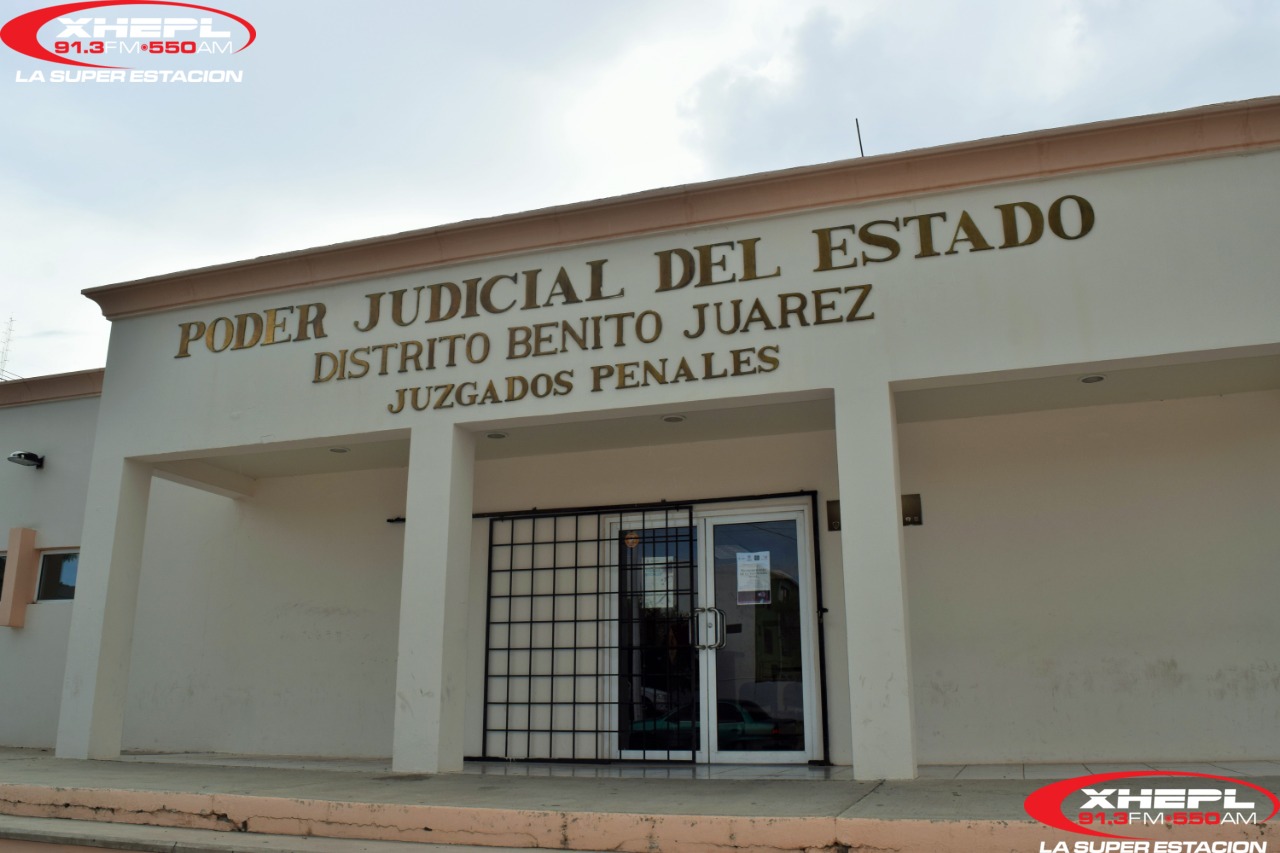 XHEPL
91.3FM•550AM
LA SUPER ESTACION
PODER JUDICIAL DEL ESTADO
DISTRITO BENITO JUAREZ
JUZGADOS PENALES
XHEPL
91.3FM•550AM
LA SUPER ESTACION